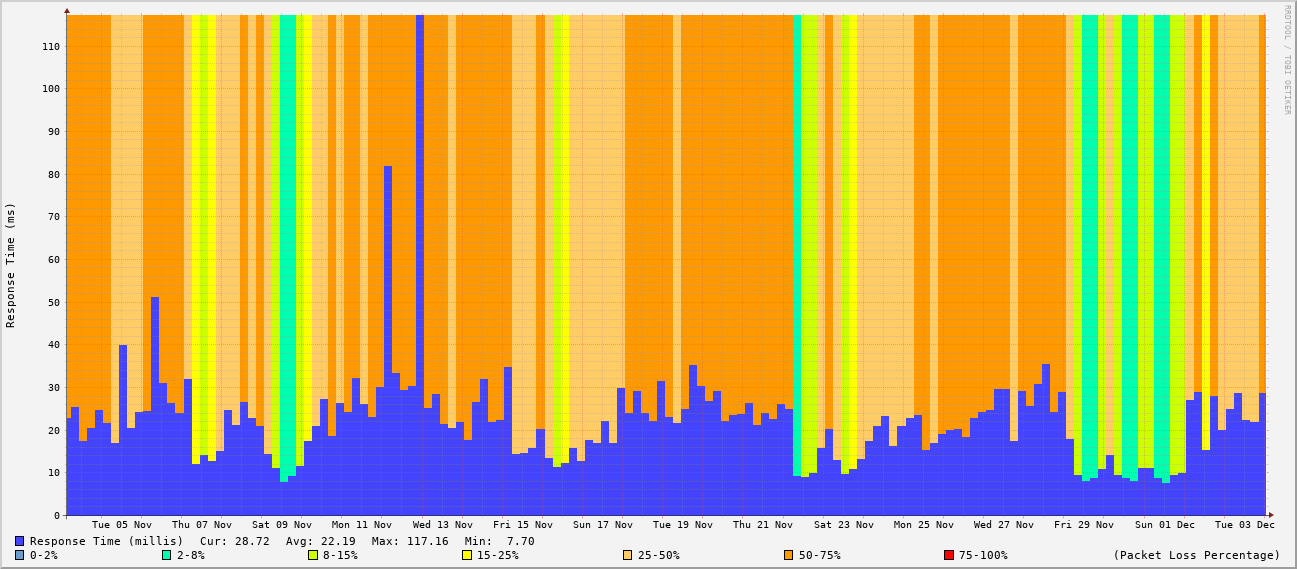 RRDTOOL / TOBI OETIKER
Response Time (ms)
110
100
90
80
70
60
50
40
30
20
10
0
Tue 05 Nov Thu 07 Nov Sat 09 Nov Mon 11 Nov Wed 13 Nov Fri 15 Nov Sun 17 Nov Tue 19 Nov Thu 21 Nov Sat 23 Nov Mon 25 Nov Wed 27 Nov Fri 29 Nov Sun 01 Dec Tue 03 Dec
Response Time (millis) Cur: 28.72 Avg: 22.19 Max: 117.16 Min: 7.70
0-2% 2-8% 8-15% 15-25% 25-50% 50-75% 75-100% (Packet Loss Percentage)